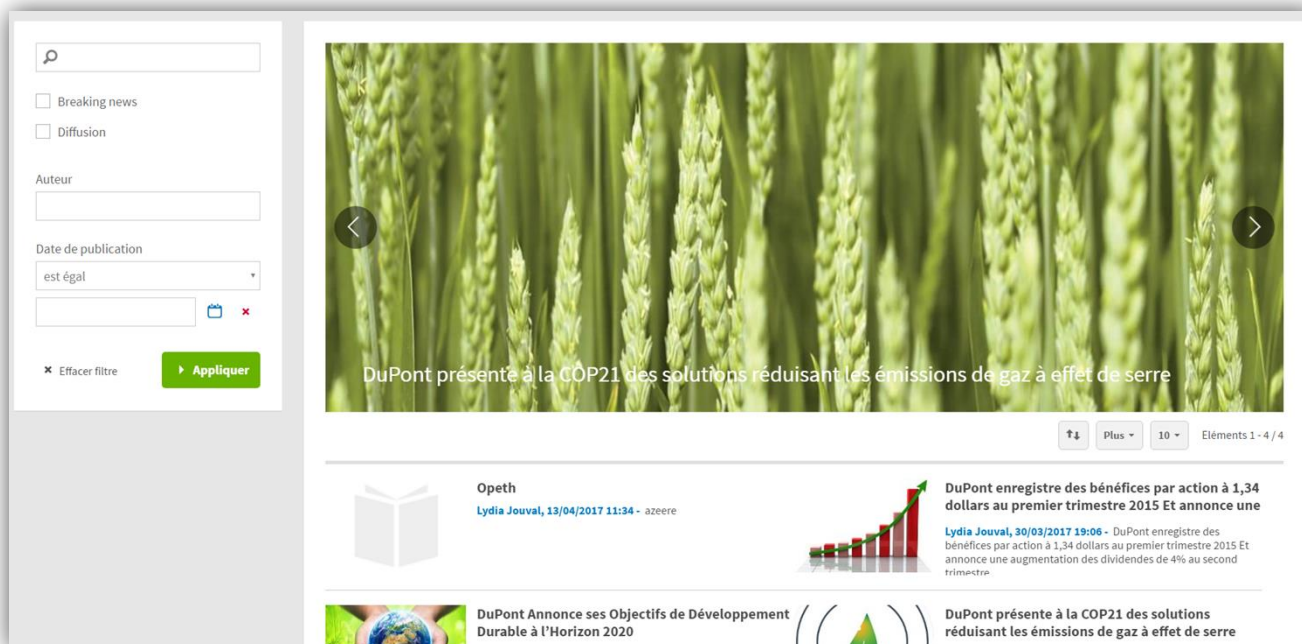 Breaking news
Diffusion
Auteur
Date de publication
est égal
Effacer filtre
Appliquer
DuPont présente à la COP21 des solutions réduisant les émissions de gaz à effet de serre
Plus
10
Eléments 1 - 4 / 4
Opeth
Lydia Jouval, 13/04/2017 11:34 - azeere
DuPont enregistre des bénéfices par action à 1,34
dollars au premier trimestre 2015 Et annonce une
Lydia Jouval, 30/03/2017 19:06 - DuPont enregistre des
bénéfices par action à 1,34 dollars au premier trimestre 2015 Et
annonce une augmentation des dividendes de 4% au second
trimestre
DuPont Annonce ses Objectifs de Développement
Durable à l'Horizon 2020
DuPont présente à la COP21 des solutions
réduisant les émissions de gaz à effet de serre